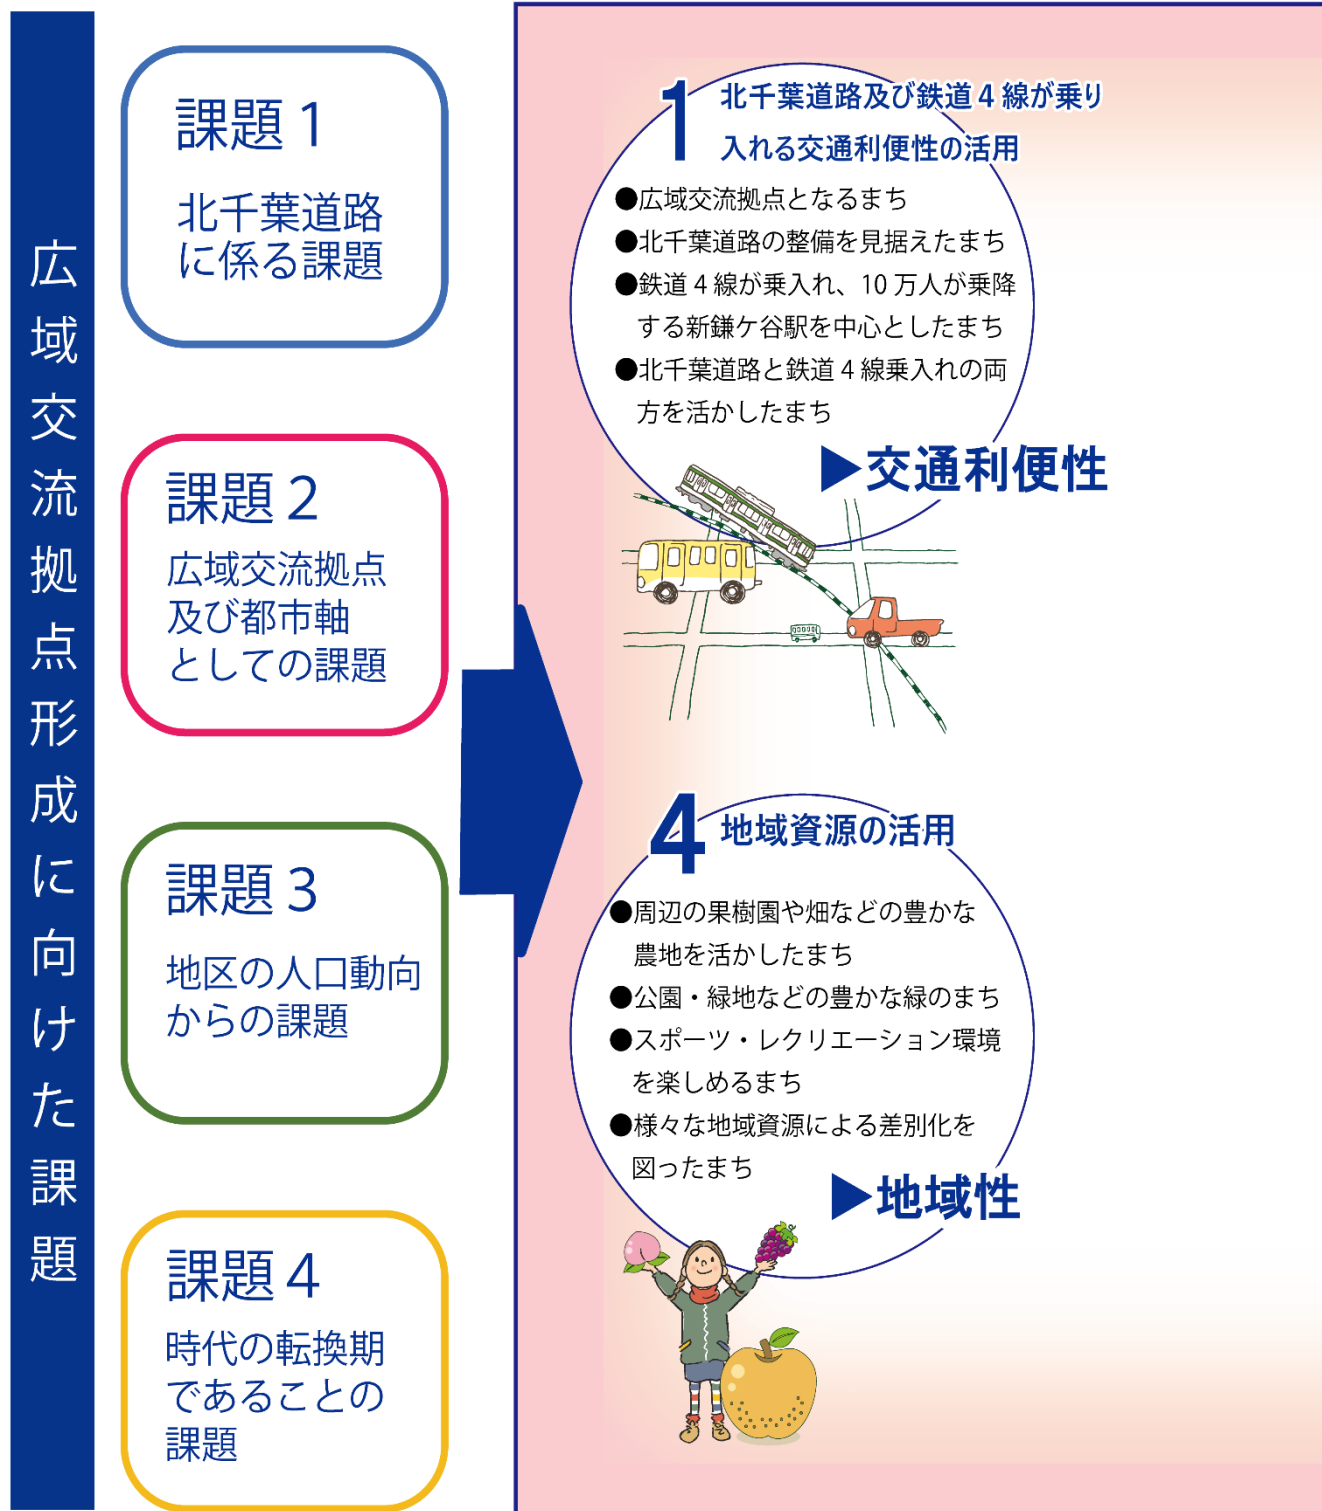 広域交流拠点形成に向けた課題
課題1
北千葉道路
に係る課題
課題2
広域交流拠点
及び都市軸
としての課題
課題3
地区の人口動向
からの課題
課題4
時代の転換期
であることの
課題
1
北千葉道路及び鉄道4線が乗り
入れる交通利便性の活用
●広域交流拠点となるまち
●北千葉道路の整備を見据えたまち
●鉄道4線が乗入れ、10万人が乗降
する新鎌ケ谷駅を中心としたまち
●北千葉道路と鉄道4線乗入れの両
方を活かしたまち
▶交通利便性
4
地域資源の活用
●周辺の果樹園や畑などの豊かな
農地を活かしたまち
●公園・緑地などの豊かな緑のまち
●スポーツ・レクリエーション環境
を楽しめるまち
●様々な地域資源による差別化を
図ったまち
▶地域性